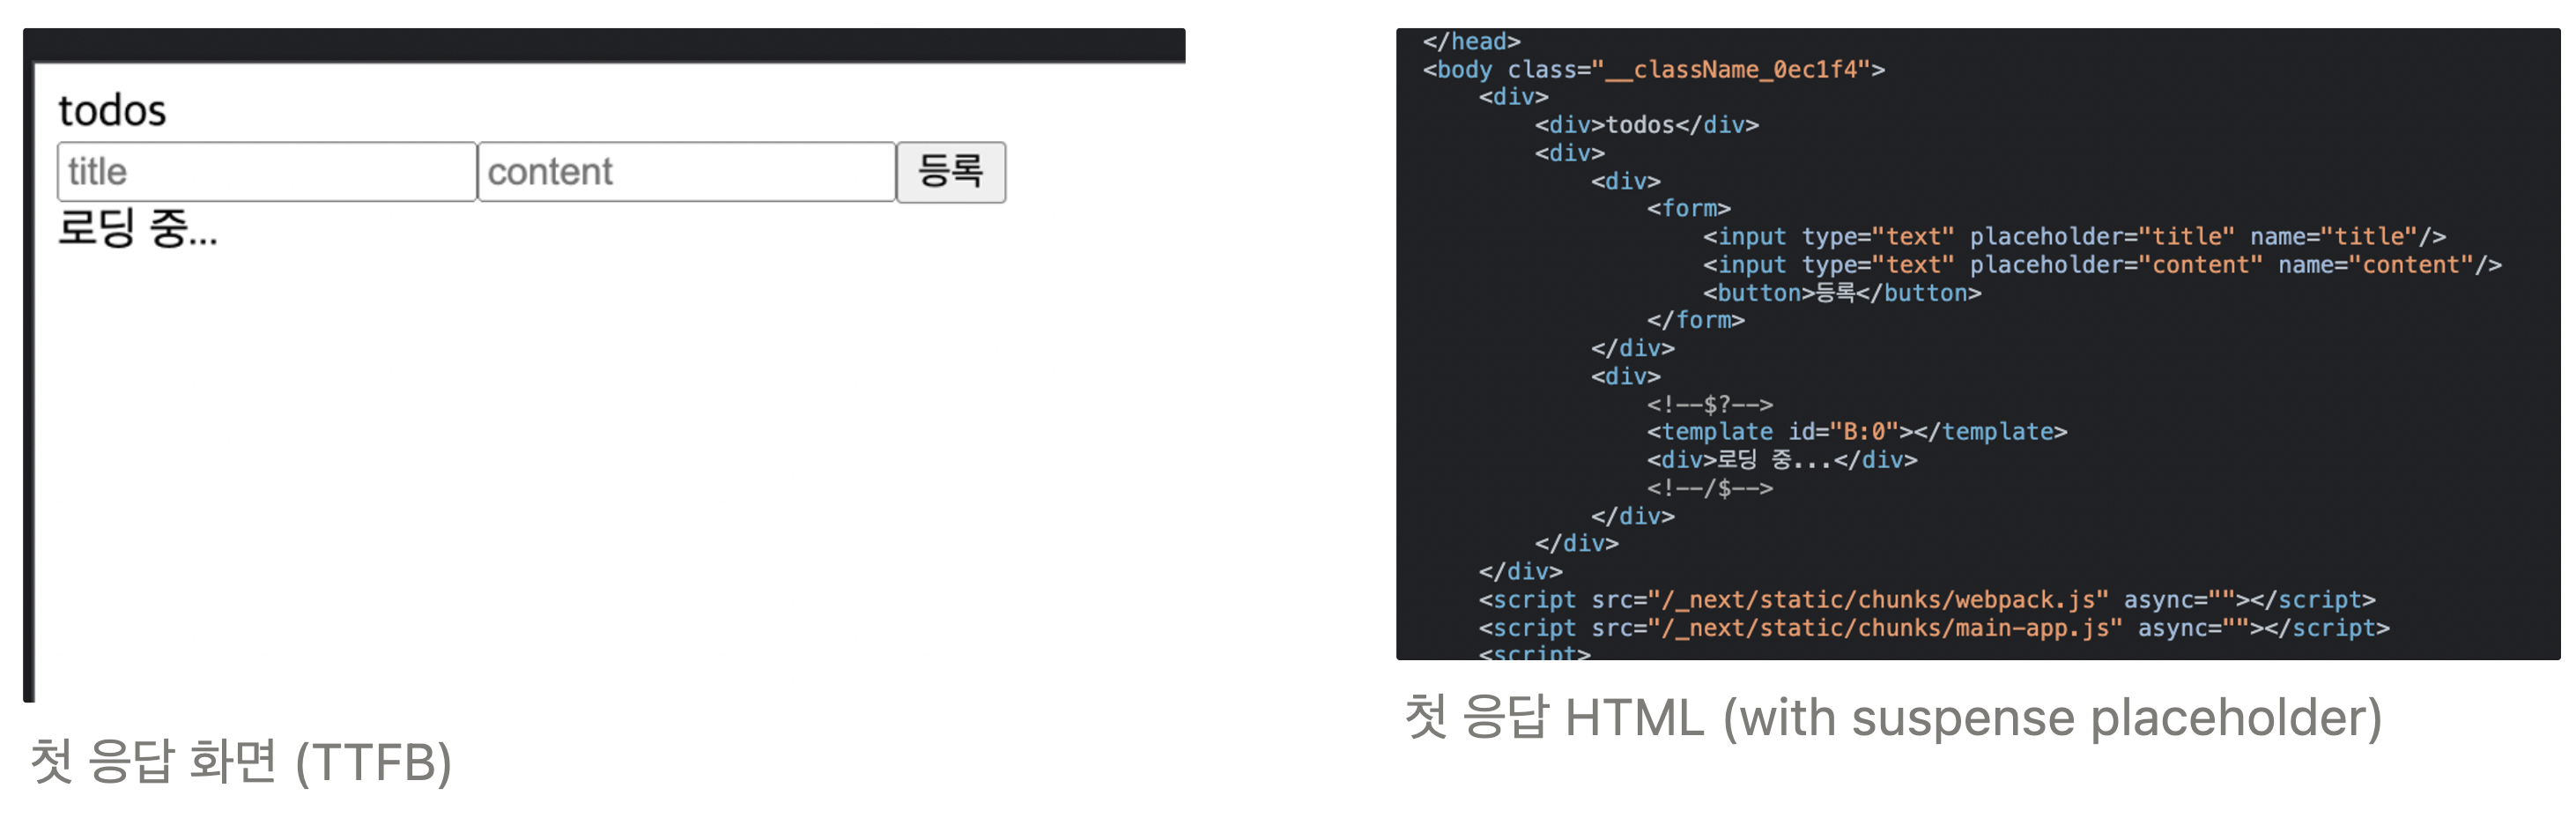 todos
title content 등록
로딩 중...
첫 응답 화면 (TTFB)
</head>
<body class="__className_0ec1f4">
<div>
<div>todos</div>
<div>
<div>
<form>
<input type="text" placeholder="title" name="title"/>
<input type="text" placeholder="content" name="content"/>
<button>등록</button>
</form>
</div>
<div>
<!--$?-->
<template id="B:0"></template>
<div>로딩 중...</div>
<!--/$-->
</div>
</div>
</div>
<script src="/_next/static/chunks/webpack.js" async=""></script>
<script src="/_next/static/chunks/main-app.js" async=""></script>
<script>
첫 응답 HTML (with suspense placeholder)